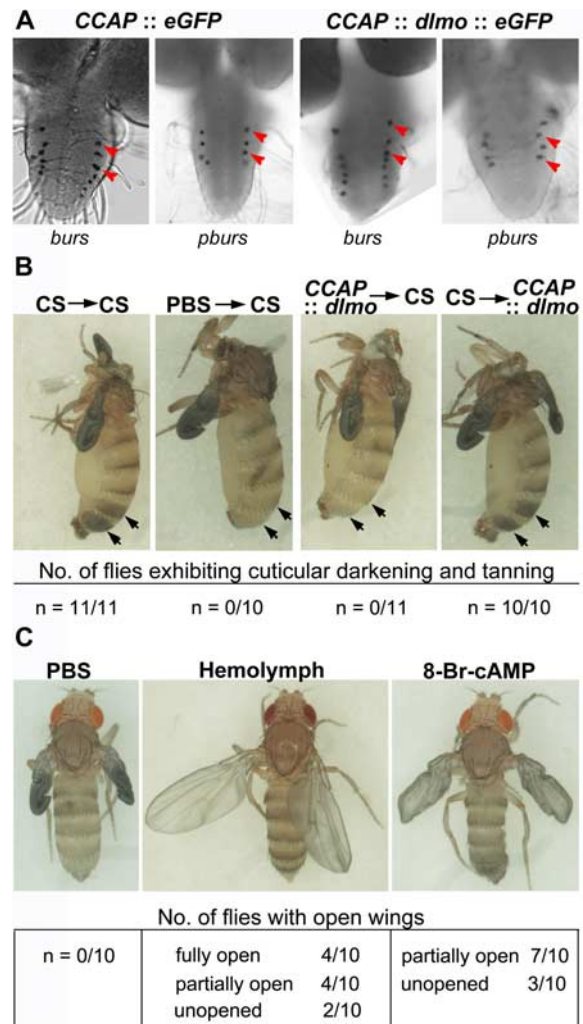 A
CCAP :: eGFP CCAP :: dlmo :: eGFP
burs pburs burs pburs
B
CS → CS PBS → CS CCAP :: dlmo → CS CS → CCAP :: dlmo
No. of flies exhibiting cuticular darkening and tanning
n = 11/11 n = 0/10 n = 0/11 n = 10/10
C
PBS Hemolymph 8-Br-cAMP
No. of flies with open wings
n = 0/10 fully open 4/10 partially open 7/10
partially open 4/10 unopened 3/10
unopened 2/10